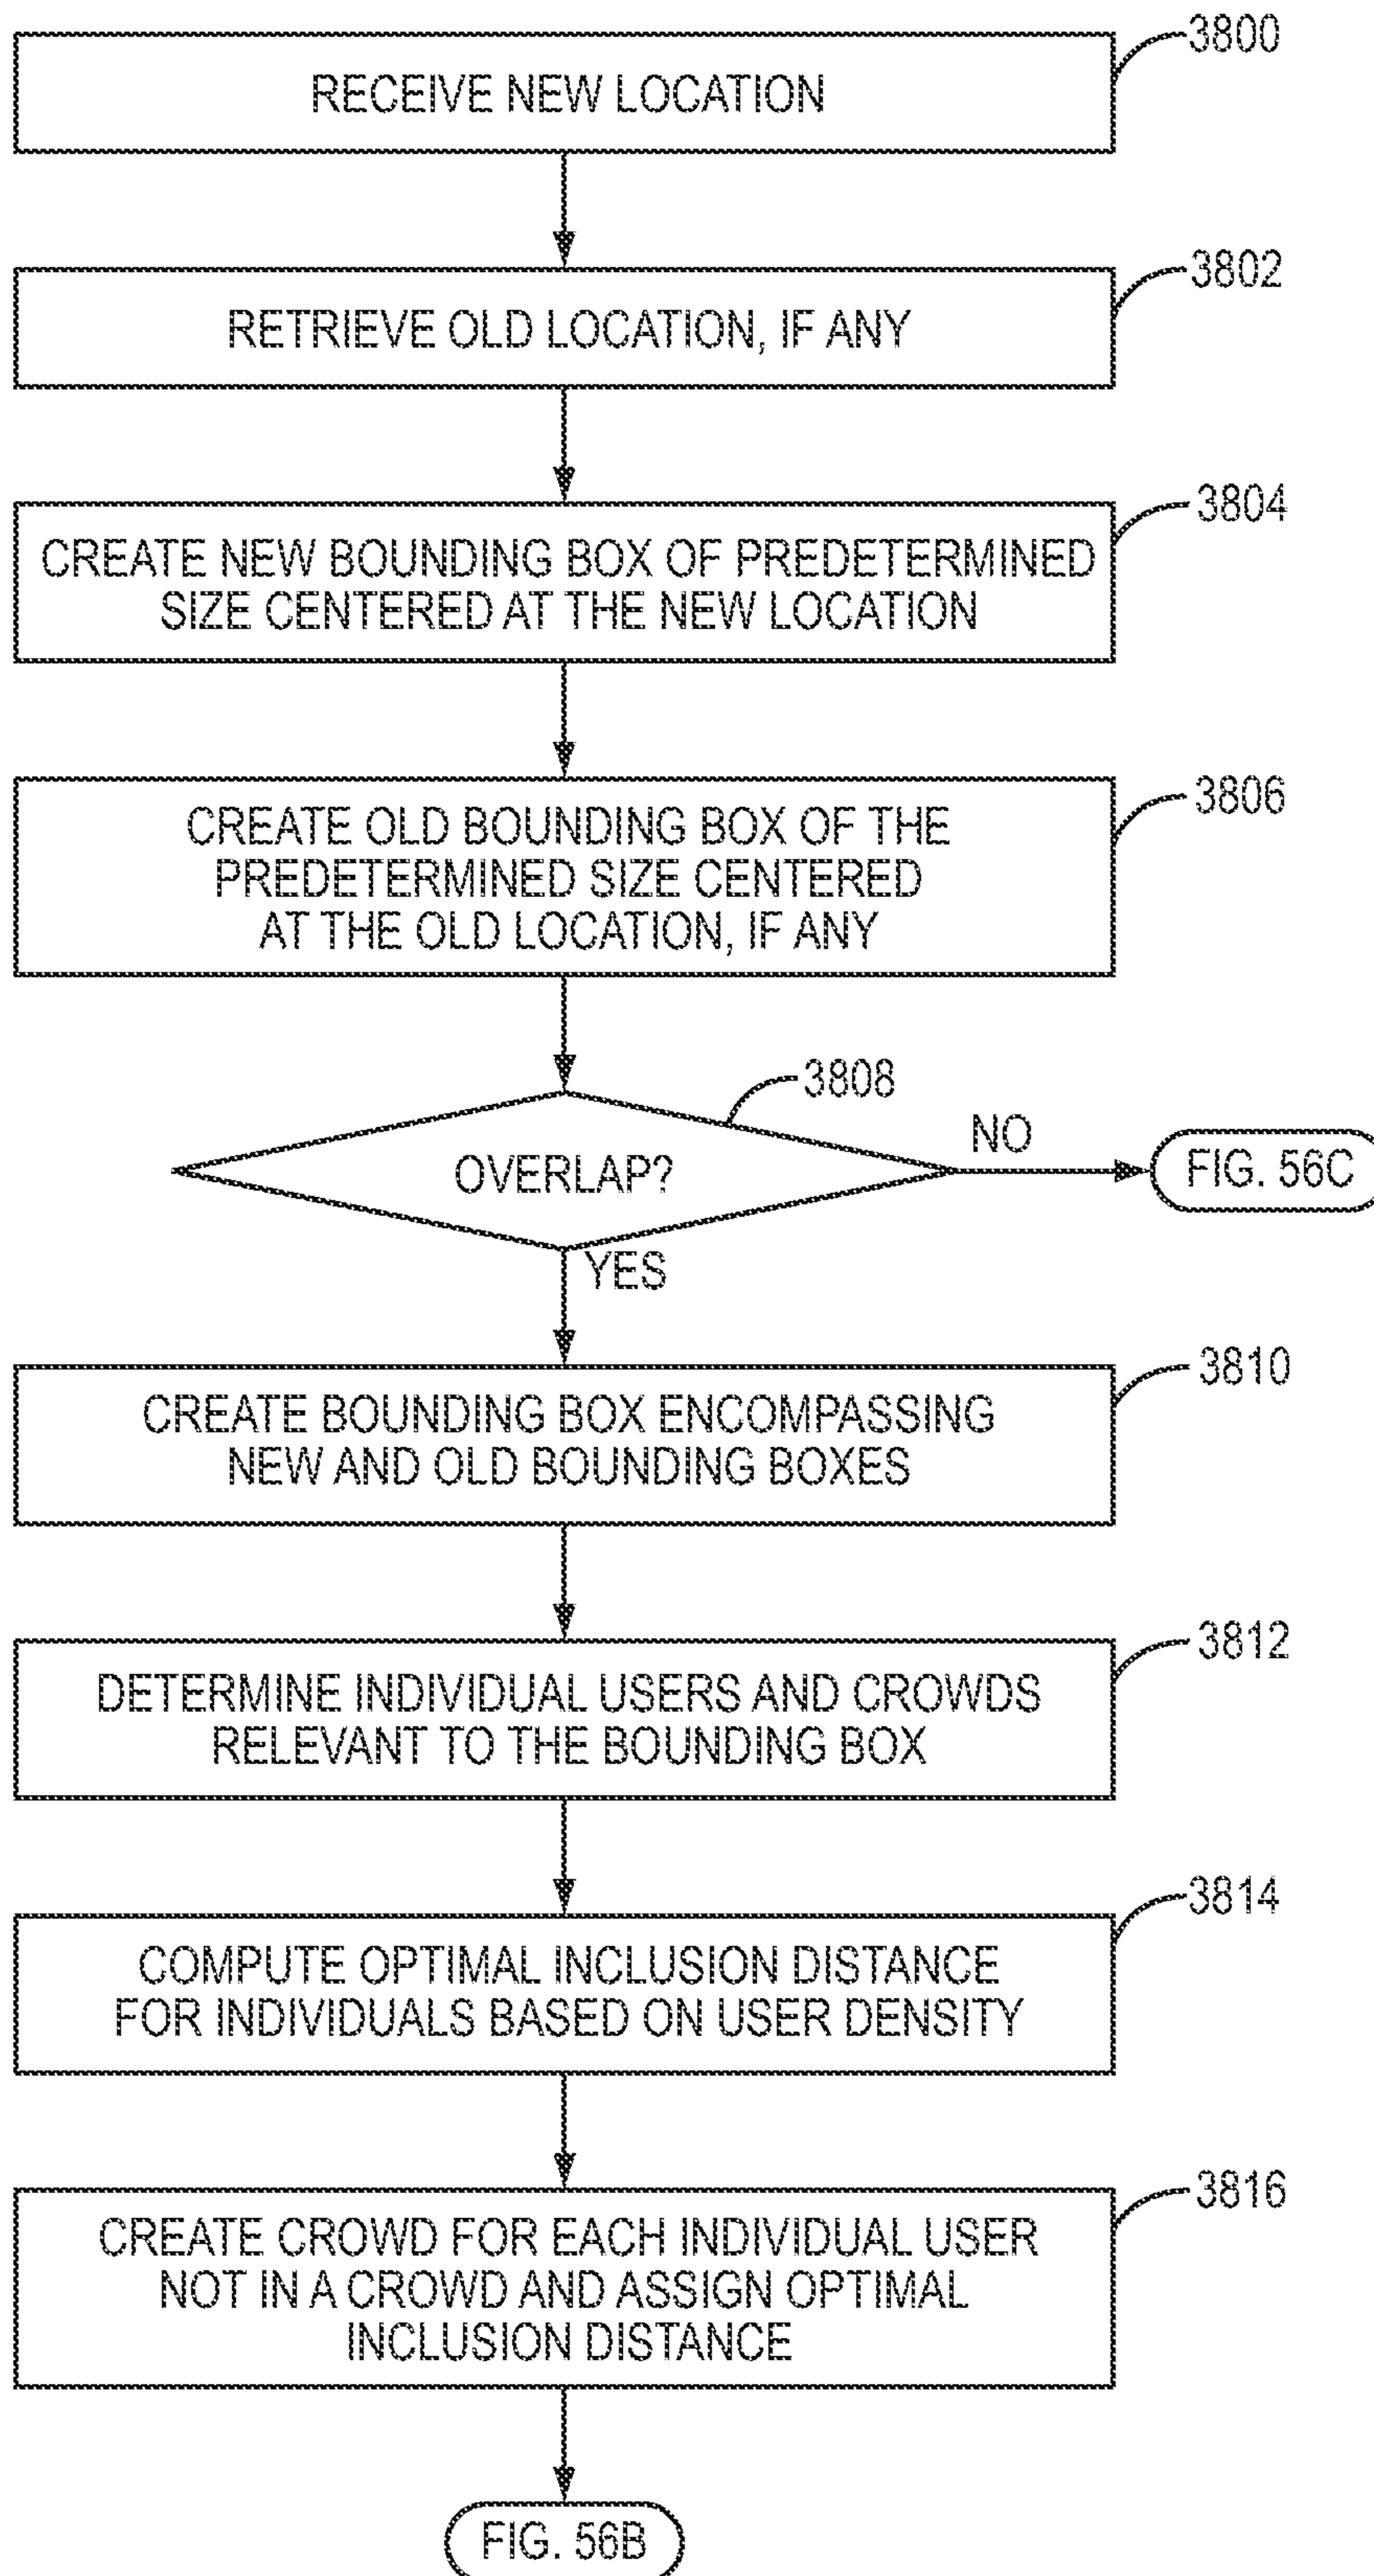 3800
RECEIVE NEW LOCATION
3802
RETRIEVE OLD LOCATION, IF ANY
3804
CREATE NEW BOUNDING BOX OF PREDETERMINED
SIZE CENTERED AT THE NEW LOCATION
3806
CREATE OLD BOUNDING BOX OF THE
PREDETERMINED SIZE CENTERED
AT THE OLD LOCATION, IF ANY
3808
OVERLAP?
NO
FIG. 56C
YES
3810
CREATE BOUNDING BOX ENCOMPASSING
NEW AND OLD BOUNDING BOXES
3812
DETERMINE INDIVIDUAL USERS AND CROWDS
RELEVANT TO THE BOUNDING BOX
3814
COMPUTE OPTIMAL INCLUSION DISTANCE
FOR INDIVIDUALS BASED ON USER DENSITY
3816
CREATE CROWD FOR EACH INDIVIDUAL USER
NOT IN A CROWD AND ASSIGN OPTIMAL
INCLUSION DISTANCE
FIG. 56B